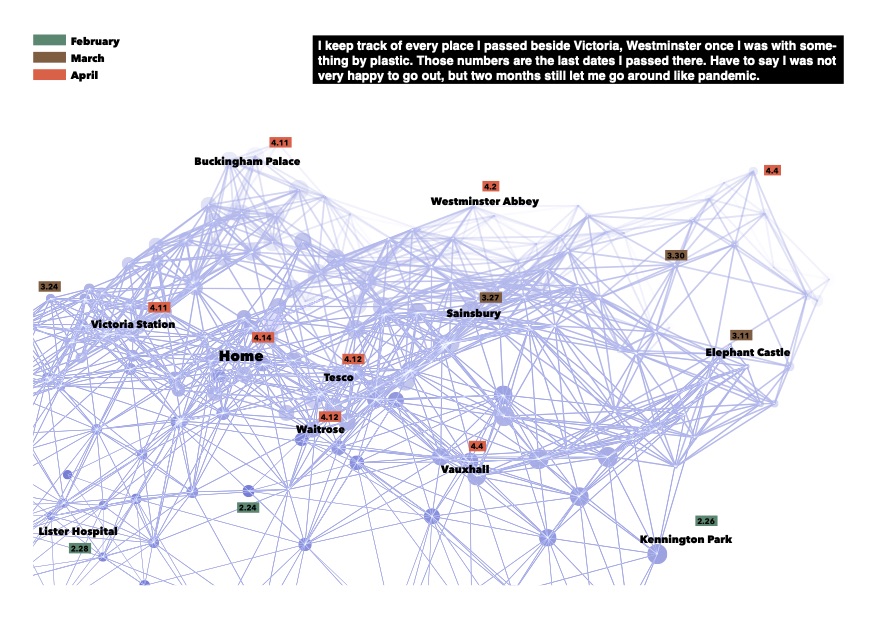 February
March
April
I keep track of every place I passed beside Victoria, Westminster once I was with some-
thing by plastic. Those numbers are the last dates I passed there. Have to say I was not
very happy to go out, but two months still let me go around like pandemic.
4.11
Buckingham Palace
4.4
4.2
Westminster Abbey
3.30
3.24
3.27
Sainsbury
4.11
Victoria Station
4.14
Home
3.11
Elephant Castle
4.12
Tesco
4.12
Waitrose
4.4
Vauxhall
2.24
2.26
Kennington Park
Lister Hospital
2.28